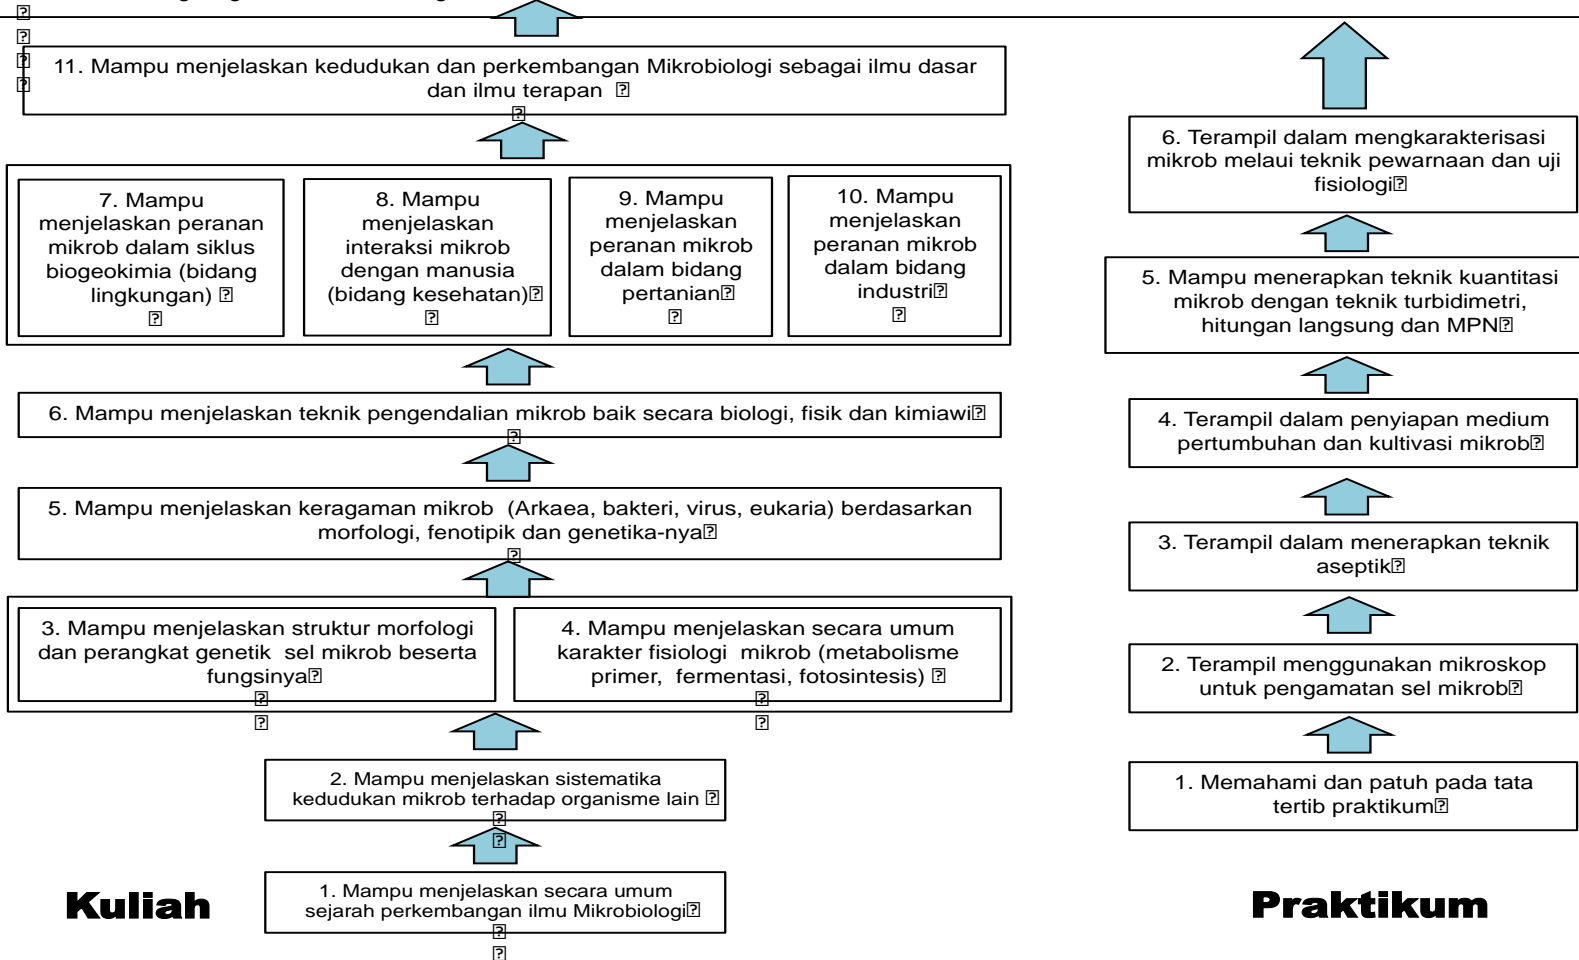 11. Mampu menjelaskan kedudukan dan perkembangan Mikrobiologi sebagai ilmu dasar
dan ilmu terapan
7. Mampu
menjelaskan peranan
mikrob dalam siklus
biogeokimia (bidang
lingkungan)
8. Mampu
menjelaskan
interaksi mikrob
dengan manusia
(bidang kesehatan)
9. Mampu
menjelaskan
peranan mikrob
dalam bidang
pertanian
10. Mampu
menjelaskan
peranan mikrob
dalam bidang
industri
6. Mampu menjelaskan teknik pengendalian mikrob baik secara biologi, fisik dan kimiawi
5. Mampu menjelaskan keragaman mikrob (Arkaea, bakteri, virus, eukaria) berdasarkan
morfologi, fenotipik dan genetika-nya
3. Mampu menjelaskan struktur morfologi
dan perangkat genetik sel mikrob beserta
fungsinya
4. Mampu menjelaskan secara umum
karakter fisiologi mikrob (metabolisme
primer, fermentasi, fotosintesis)
2. Mampu menjelaskan sistematika
kedudukan mikrob terhadap organisme lain
1. Mampu menjelaskan secara umum
sejarah perkembangan ilmu Mikrobiologi
Kuliah
6. Terampil dalam mengkarakterisasi
mikrob melaui teknik pewarnaan dan uji
fisiologi
5. Mampu menerapkan teknik kuantitasi
mikrob dengan teknik turbidimetri,
hitungan langsung dan MPN
4. Terampil dalam penyiapan medium
pertumbuhan dan kultivasi mikrob
3. Terampil dalam menerapkan teknik
aseptik
2. Terampil menggunakan mikroskop
untuk pengamatan sel mikrob
1. Memahami dan patuh pada tata
tertib praktikum
Praktikum